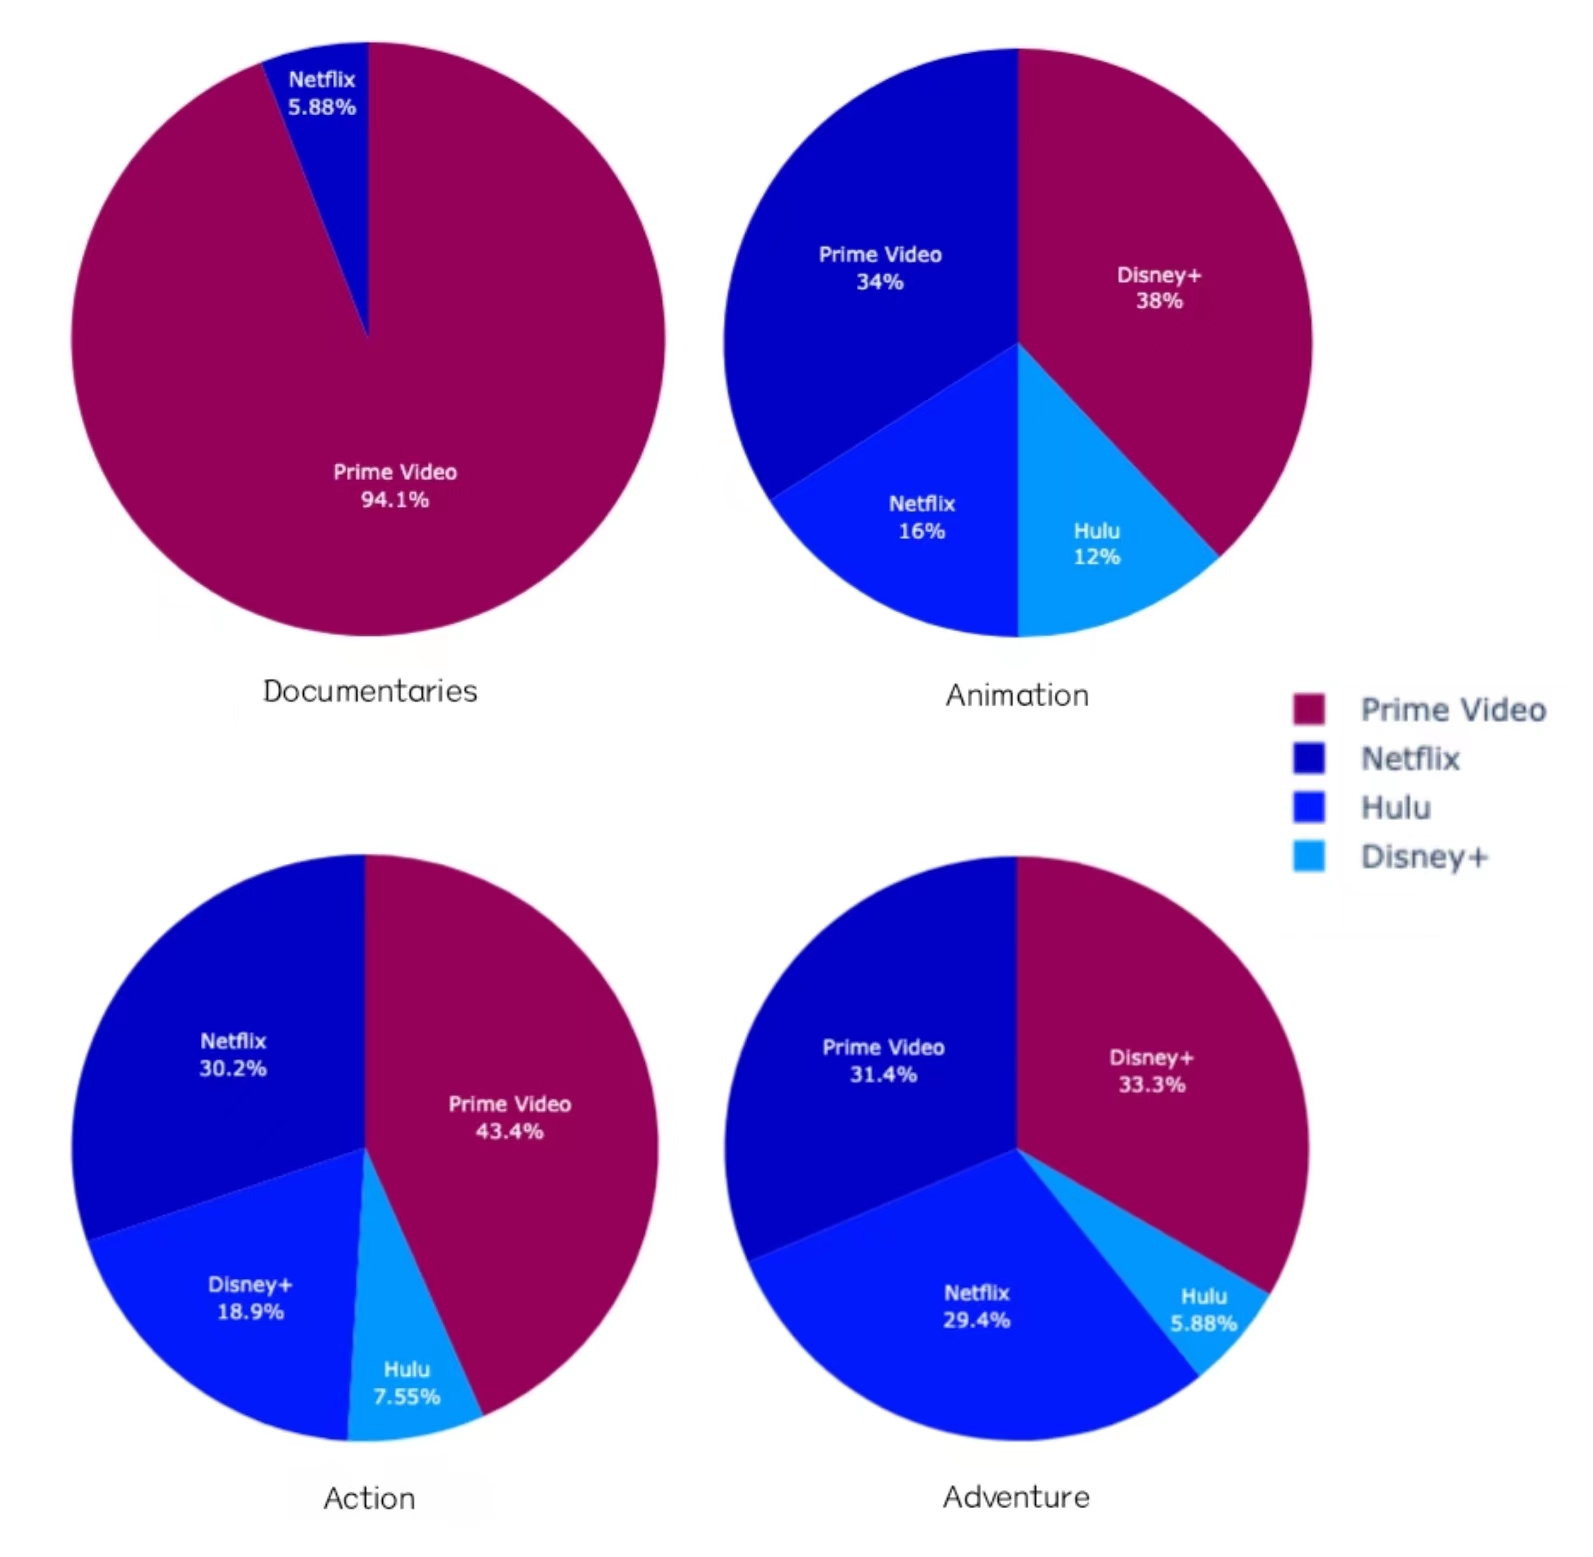 Netflix
5.88%
Prime Video
94.1%
Documentaries
Prime Video
34%
Disney+
38%
Netflix
16%
Hulu
12%
Animation
Prime Video
Netflix
Hulu
Disney+
Netflix
30.2%
Prime Video
43.4%
Disney+
18.9%
Hulu
7.55%
Action
Prime Video
31.4%
Disney+
33.3%
Netflix
29.4%
Hulu
5.88%
Adventure